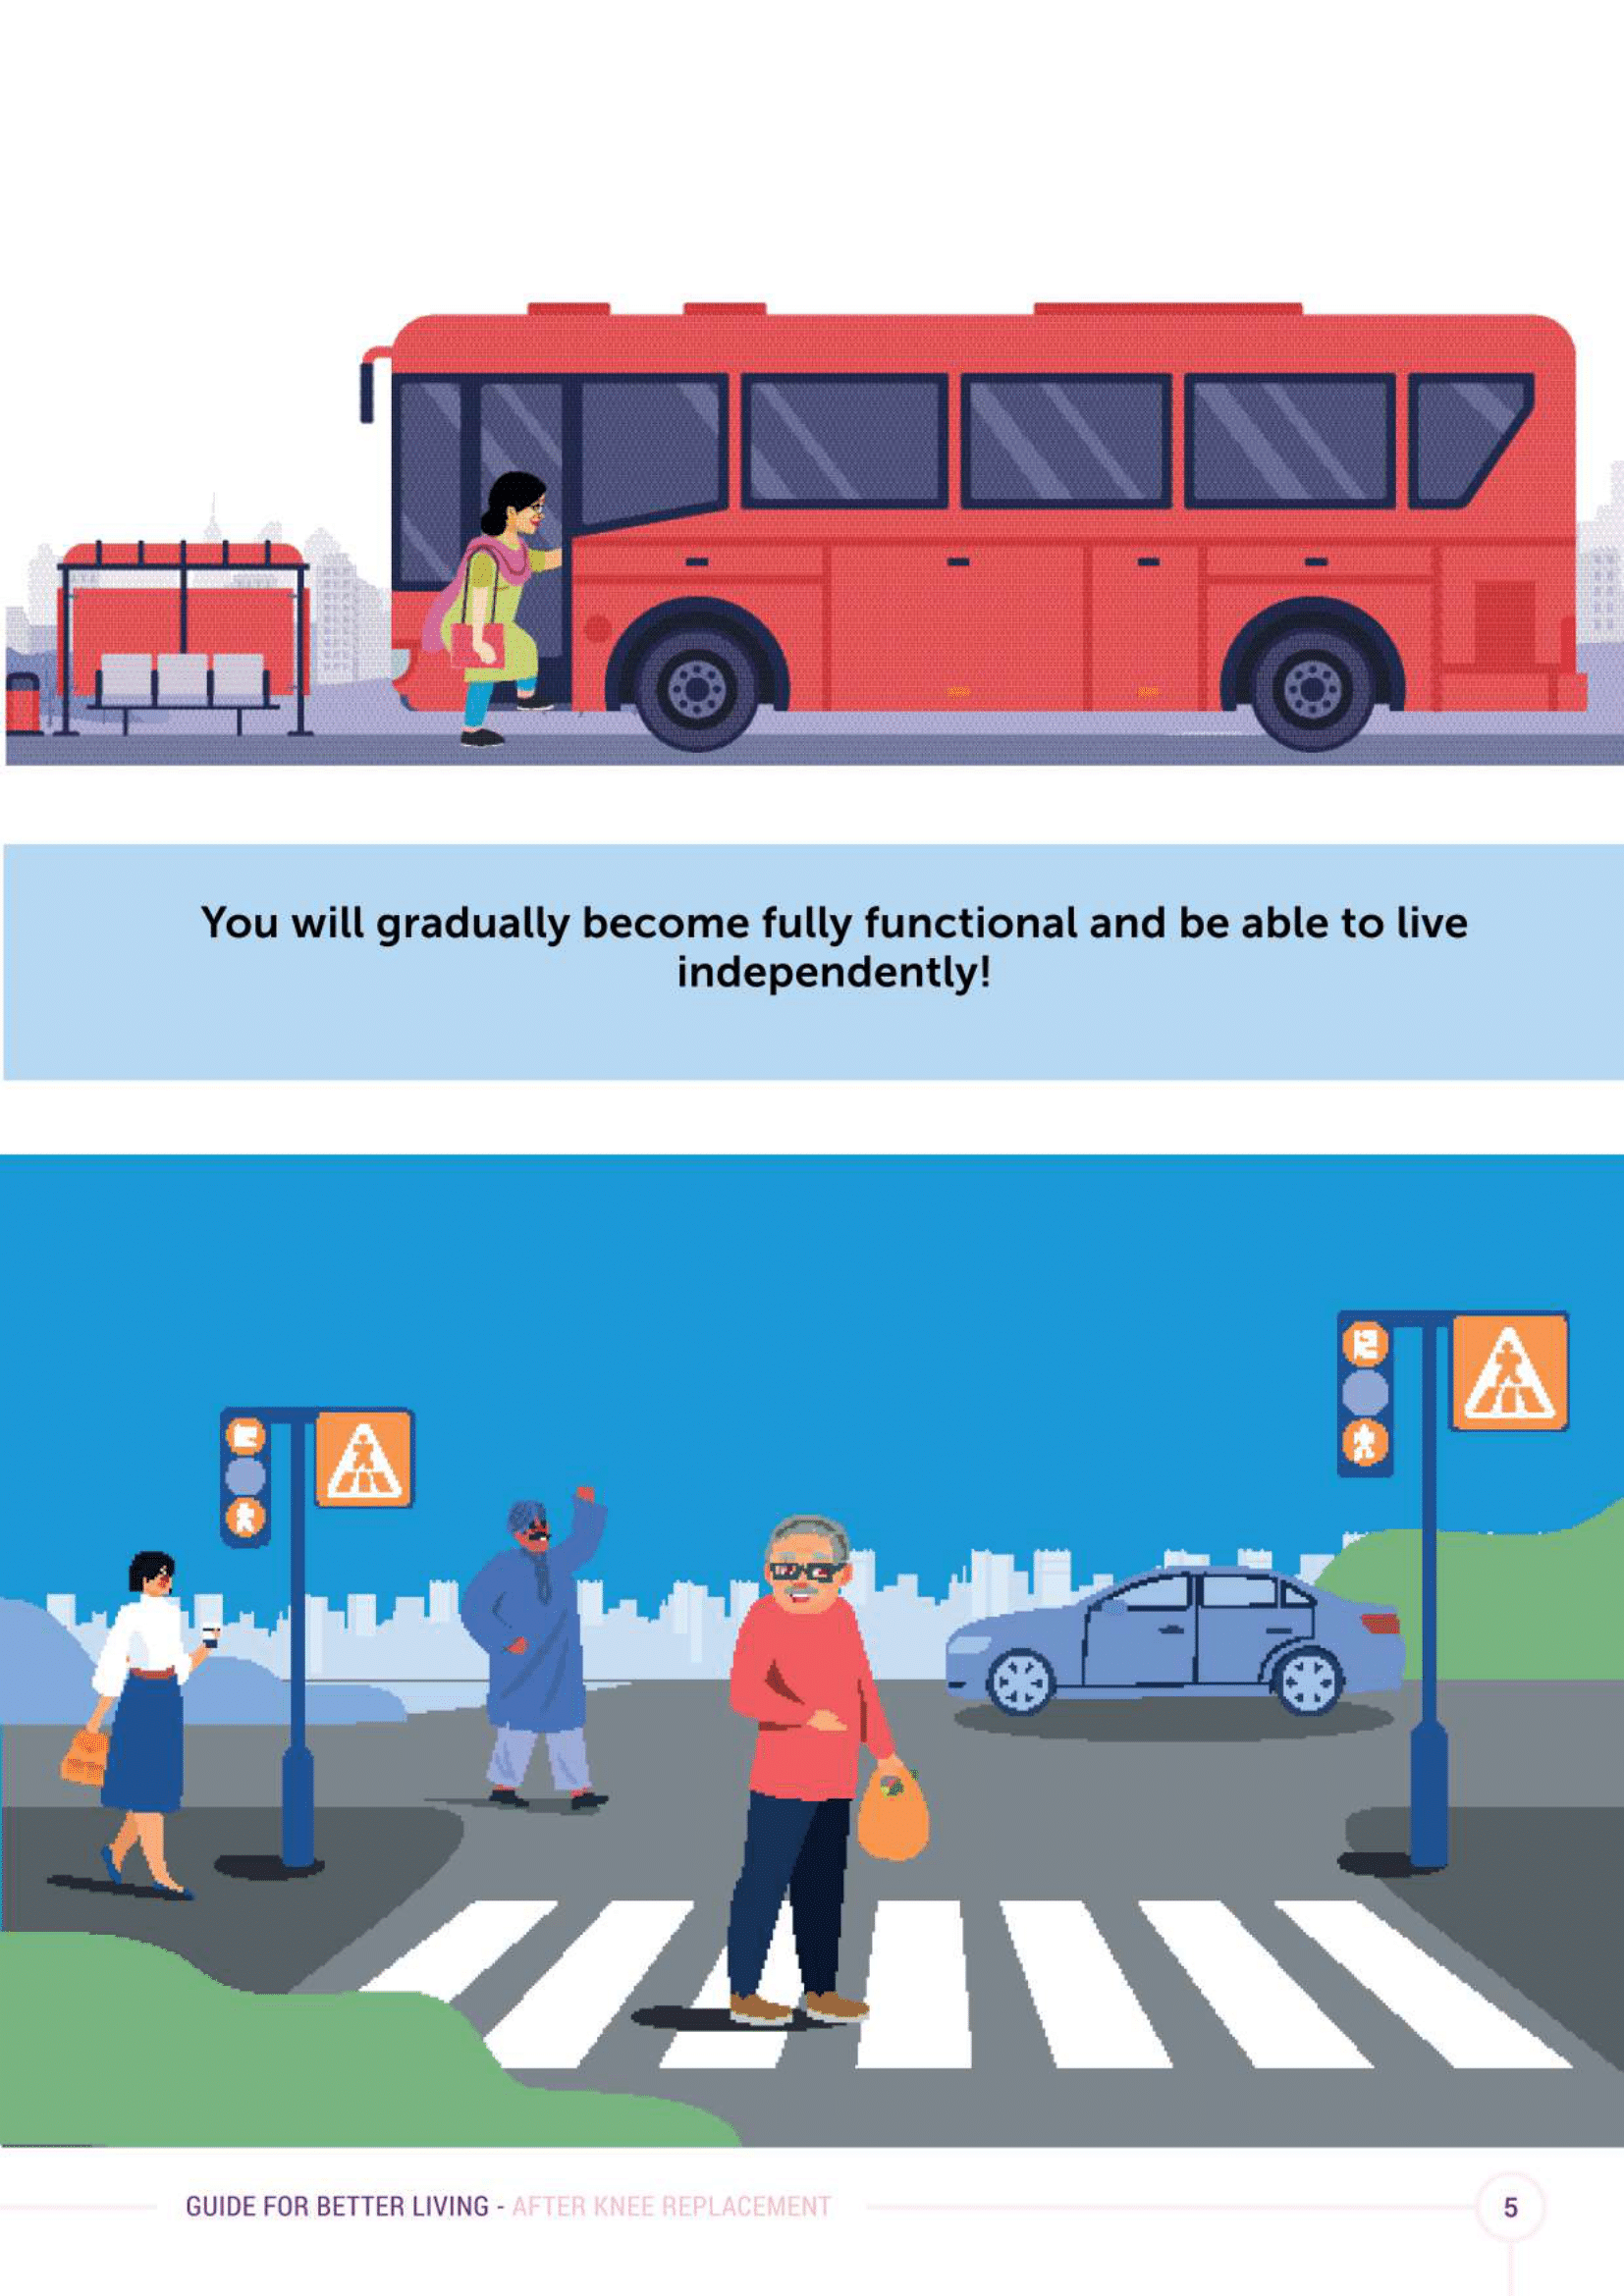 You will gradually become fully functional and be able to live
independently!
GUIDE FOR BETTER LIVING - AFTER KNEE REPLACEMENT
5